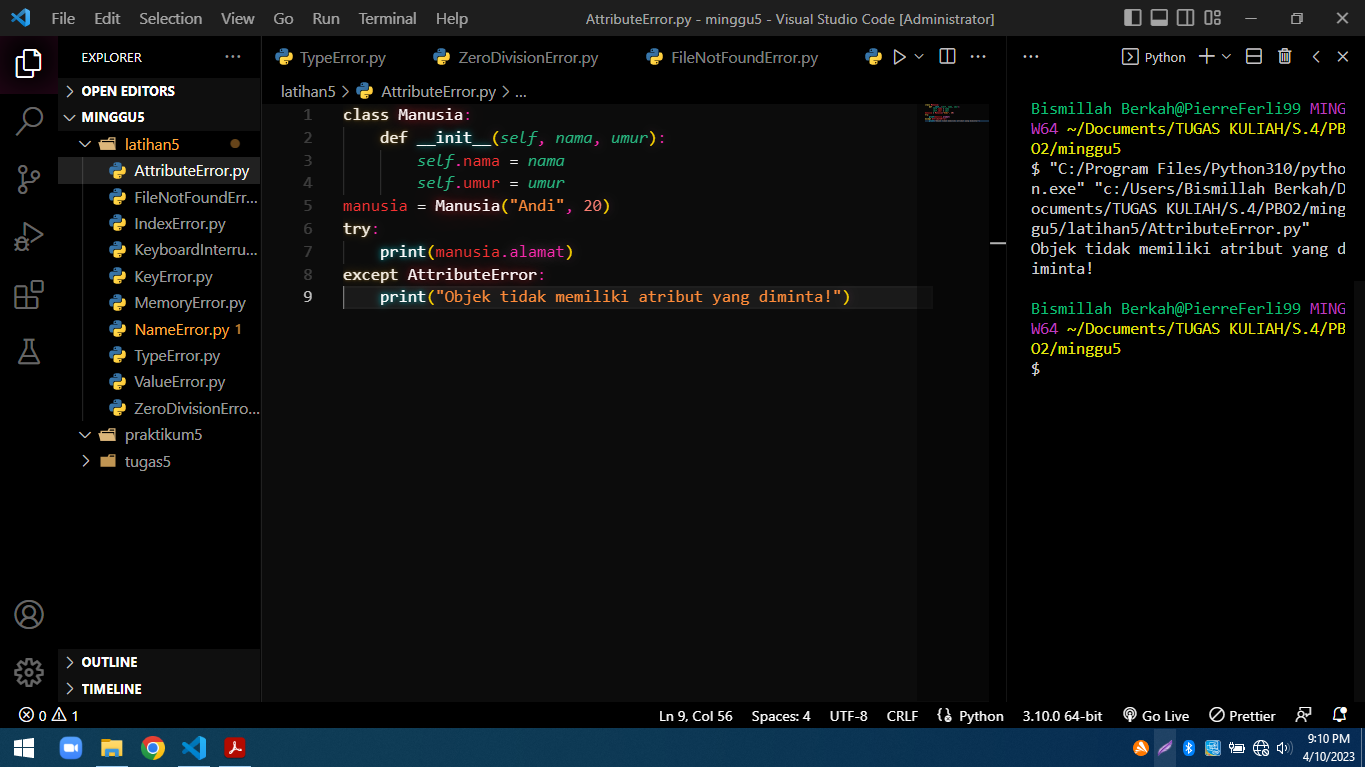 File Edit Selection View Go Run Terminal Help AttributeError.py - minggu5 - Visual Studio Code [Administrator]
EXPLORER
OPEN EDITORS
MINGGU5
latihan5
AttributeError.py
FileNotFoundErr...
IndexError.py
KeyboardInterru...
KeyError.py
MemoryError.py
NameError.py 1
TypeError.py
ValueError.py
ZeroDivisionErro...
praktikum5
tugas5
OUTLINE
TIMELINE
TypeError.py ZeroDivisionError.py FileNotFoundError.py
latihan5 > AttributeError.py > ...
1 class Manusia:
2 def __init__(self, nama, umur):
3 self.nama = nama
4 self.umur = umur
5 manusia = Manusia("Andi", 20)
6 try:
7 print(manusia.alamat)
8 except AttributeError:
9 print("Objek tidak memiliki atribut yang diminta!")
Python
Bismillah Berkah@PierreFerli99 MING
W64 ~/Documents/TUGAS KULIAH/S.4/PB
O2/minggu5
$ "C:/Program Files/Python310/pytho
n.exe" "c:/Users/Bismillah Berkah/D
ocuments/TUGAS KULIAH/S.4/PBO2/ming
gu5/latihan5/AttributeError.py"
Objek tidak memiliki atribut yang d
iminta!
Bismillah Berkah@PierreFerli99 MING
W64 ~/Documents/TUGAS KULIAH/S.4/PB
O2/minggu5
$
0 1 Ln 9, Col 56 Spaces: 4 UTF-8 CRLF Python 3.10.0 64-bit Go Live Prettier
9:10 PM
4/10/2023